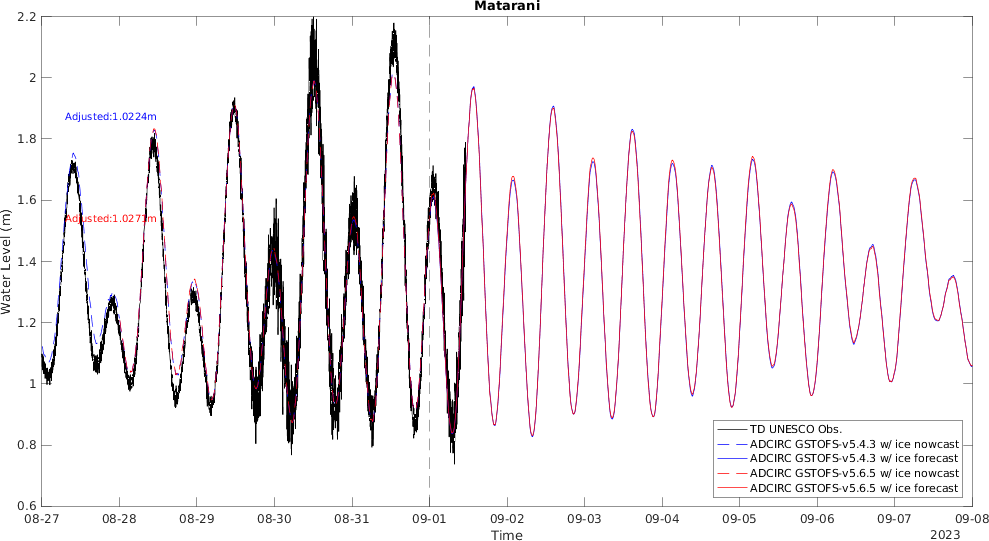 Matarani
2.2
2
1.8
1.6
1.4
1.2
1
0.8
0.6
Water Level (m)
Adjusted:1.0224m
Adjusted:1.0271m
TD UNESCO Obs.
ADCIRC GSTOFS-v5.4.3 w/ ice nowcast
ADCIRC GSTOFS-v5.4.3 w/ ice forecast
ADCIRC GSTOFS-v5.6.5 w/ ice nowcast
ADCIRC GSTOFS-v5.6.5 w/ ice forecast
08-27 08-28 08-29 08-30 08-31 09-01 09-02 09-03 09-04 09-05 09-06 09-07 09-08
Time
2023